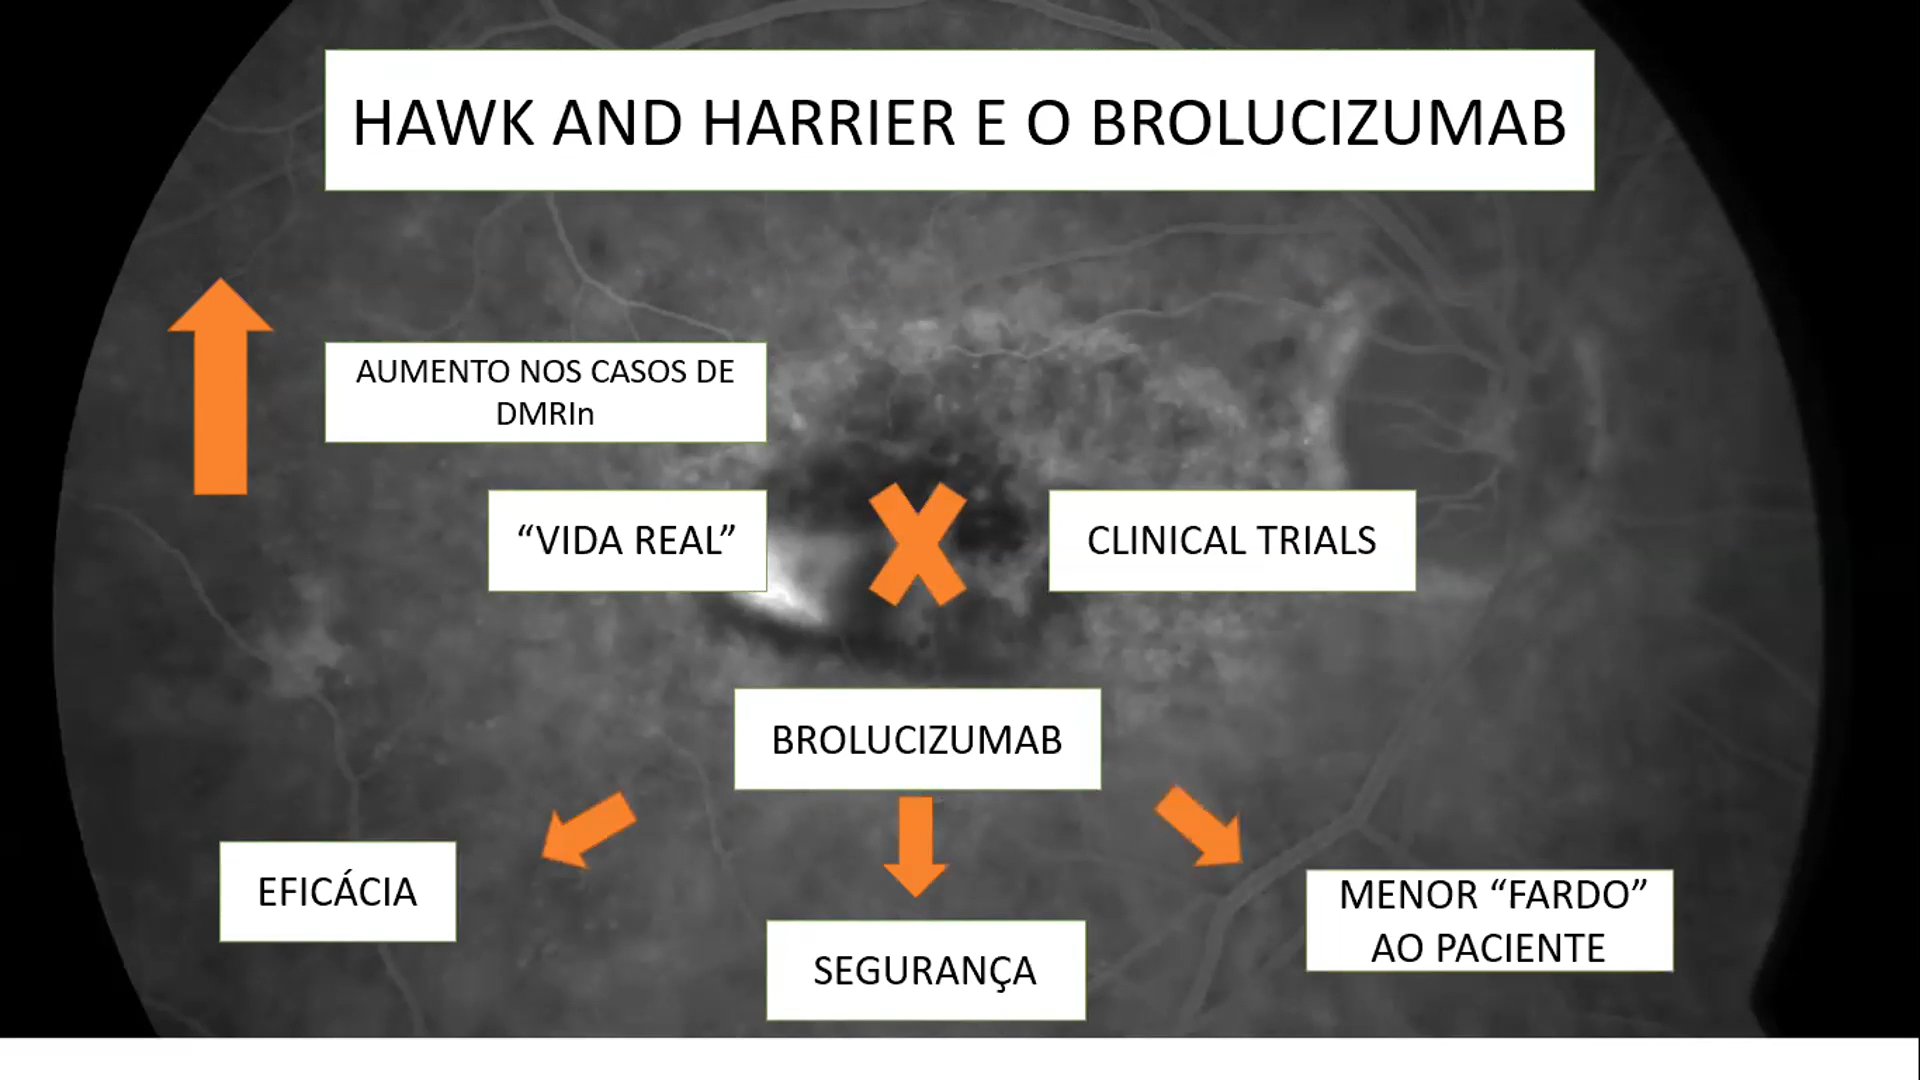 HAWK AND HARRIER E O BROLUCIZUMAB
AUMENTO NOS CASOS DE
DMRIn
“VIDA REAL”
CLINICAL TRIALS
BROLUCIZUMAB
EFICÁCIA
SEGURANÇA
MENOR “FARDO”
AO PACIENTE